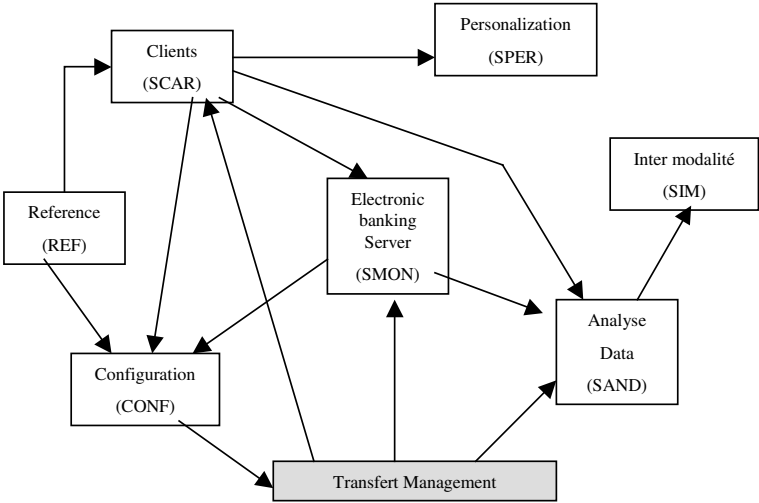 Personalization
(SPER)
Clients
(SCAR)
Inter modalité
(SIM)
Electronic
banking
Server
(SMON)
Reference
(REF)
Analyse
Data
(SAND)
Configuration
(CONF)
Transfert Management